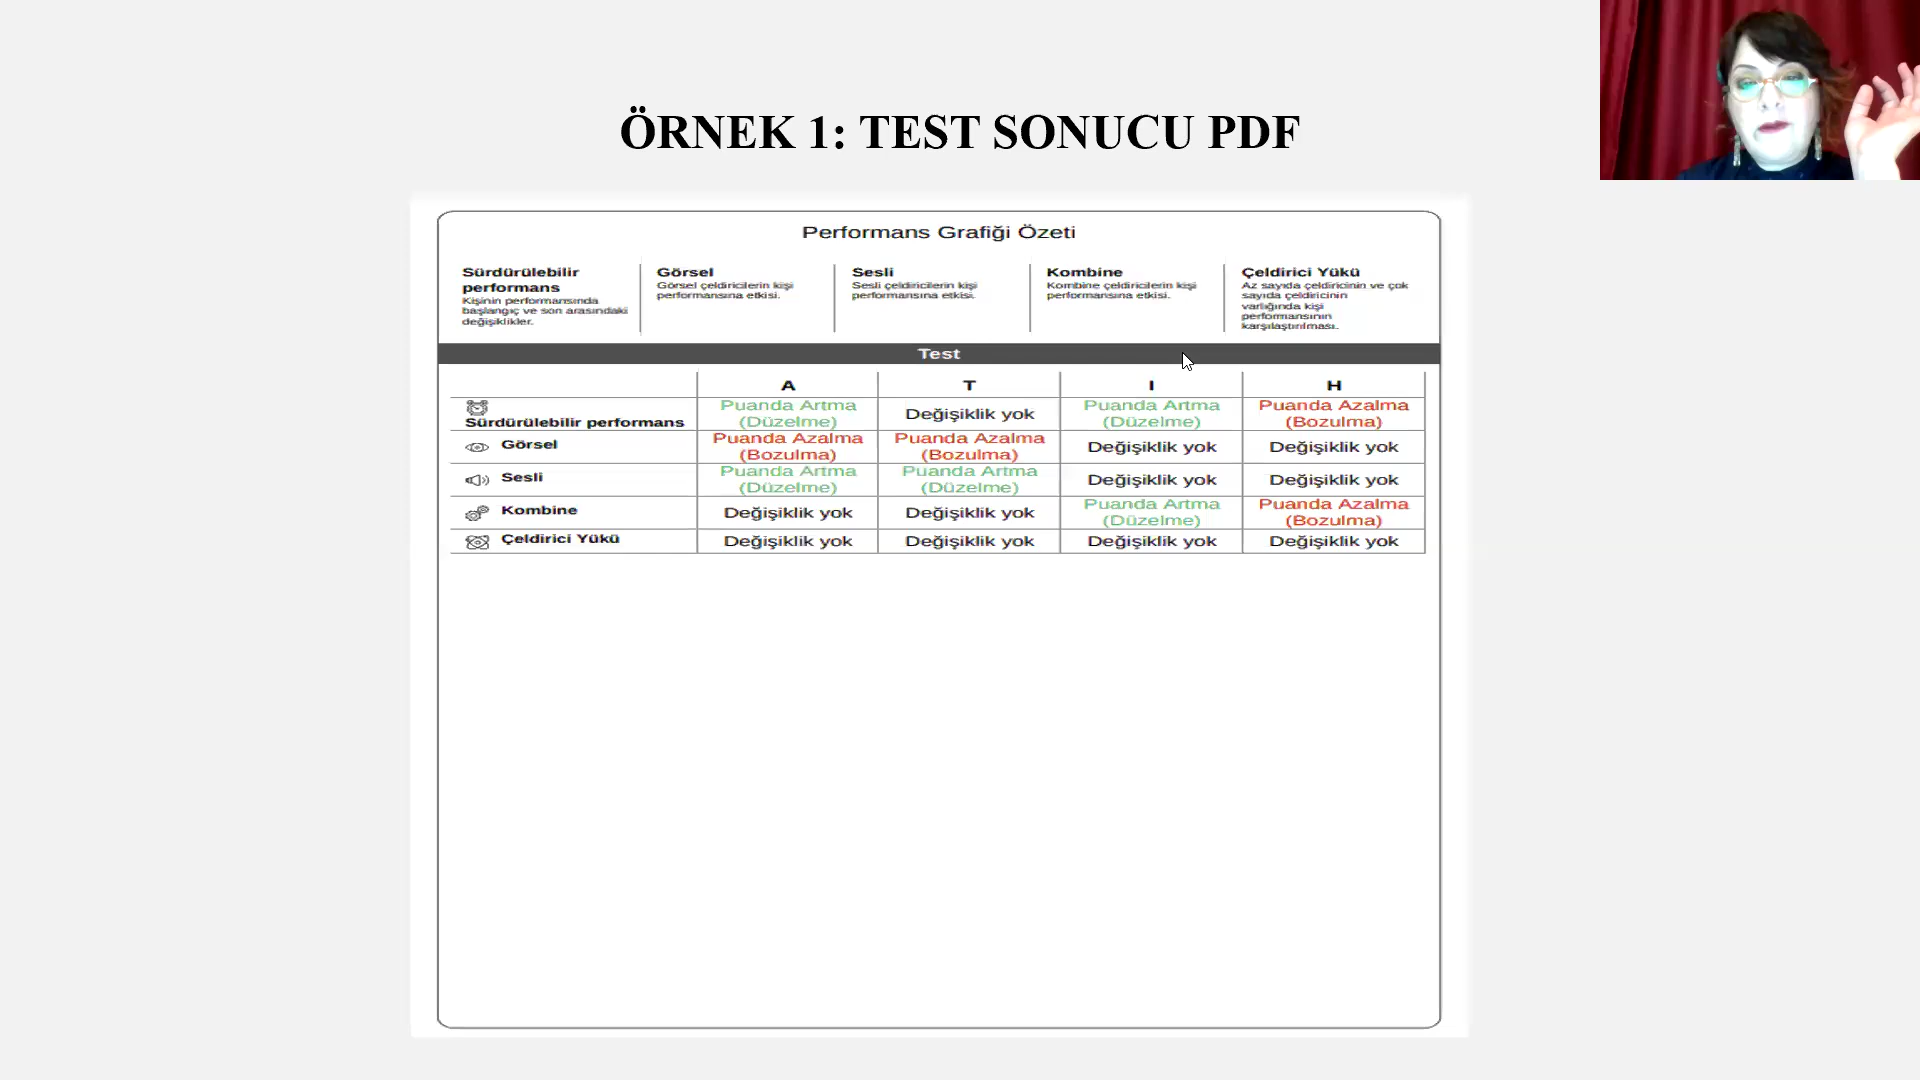 ÖRNEK 1: TEST SONUCU PDF
Performans Grafiği Özeti
Sürdürülebilir
performans
Kişinin performansında
başlangıç ve son arasındaki
değişiklikler.
Görsel
Görsel çeldiricilerin kişi
performansına etkisi.
Sesli
Sesli çeldiricilerin kişi
performansına etkisi.
Kombine
Kombine çeldiricilerin kişi
performansına etkisi.
Çeldirici Yükü
Az sayıda çeldiricinin ve çok
sayıda çeldiricinin
varlığında kişi
performansının
karşılaştırılması.
Test
A T I H
Sürdürülebilir performans
Puanda Artma
(Düzelme)
Değişiklik yok
Puanda Artma
(Düzelme)
Puanda Azalma
(Bozulma)
Görsel
Puanda Azalma
(Bozulma)
Puanda Azalma
(Bozulma)
Değişiklik yok
Değişiklik yok
Sesli
Puanda Artma
(Düzelme)
Puanda Artma
(Düzelme)
Değişiklik yok
Değişiklik yok
Kombine
Değişiklik yok
Değişiklik yok
Puanda Artma
(Düzelme)
Puanda Azalma
(Bozulma)
Çeldirici Yükü
Değişiklik yok
Değişiklik yok
Değişiklik yok
Değişiklik yok